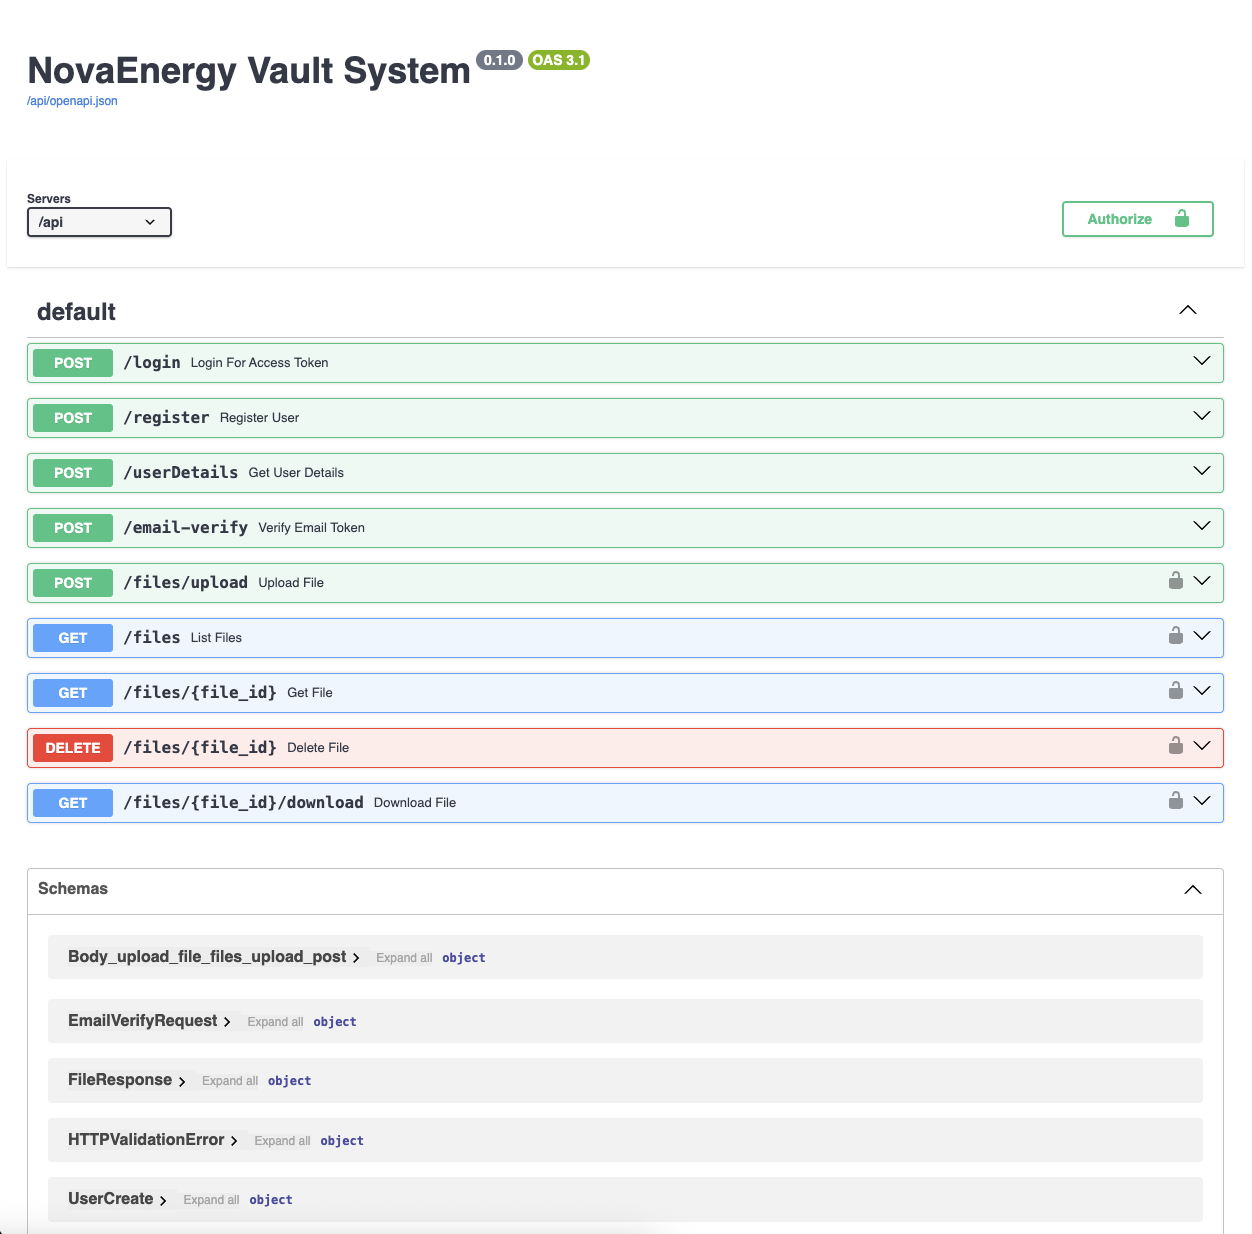 NovaEnergy Vault System 0.1.0 OAS 3.1
/api/openapi.json
Servers
/api
Authorize
default
POST /login Login For Access Token
POST /register Register User
POST /userDetails Get User Details
POST /email-verify Verify Email Token
POST /files/upload Upload File
GET /files List Files
GET /files/{file_id} Get File
DELETE /files/{file_id} Delete File
GET /files/{file_id}/download Download File
Schemas
Body_upload_file_files_upload_post Expand all object
EmailVerifyRequest Expand all object
FileResponse Expand all object
HTTPValidationError Expand all object
UserCreate Expand all object